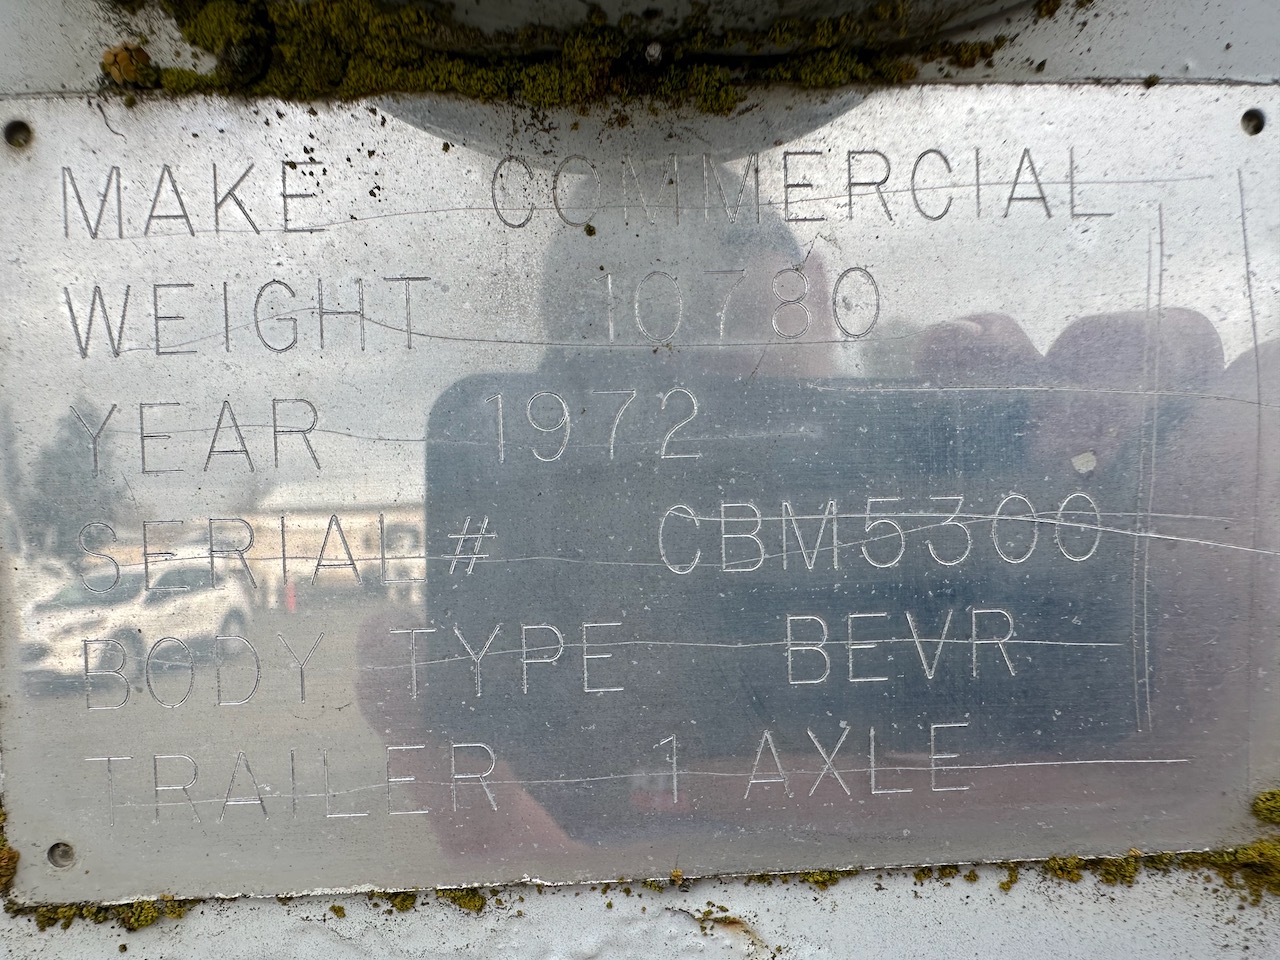 MAKE COMMERCIAL
WEIGHT 10780
YEAR 1972
SERIAL# CBM5300
BODY TYPE BEVR
TRAILER 1 AXLE